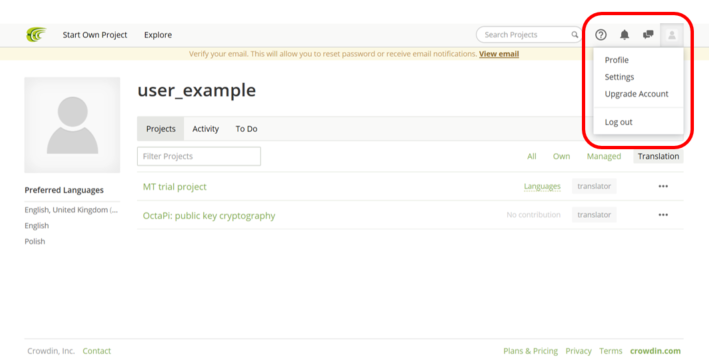 Start Own Project Explore Search Projects
Verify your email. This will allow you to reset password or receive email notifications. View email
Profile
Settings
Upgrade Account
Log out
user_example
Projects Activity To Do
Filter Projects All Own Managed Translation
MT trial project Languages translator •••
OctaPi: public key cryptography No contribution translator •••
Preferred Languages
English, United Kingdom (...
English
Polish
Crowdin, Inc. Contact Plans & Pricing Privacy Terms crowdin.com